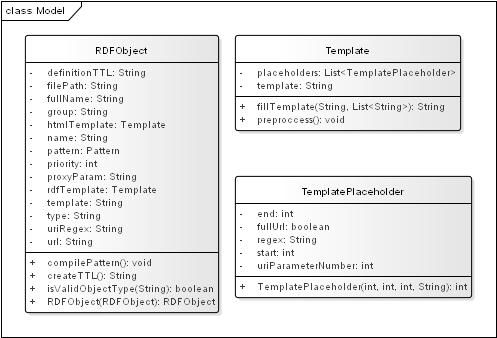 class Model
RDFObject
- definitionTTL: String
- filePath: String
- fullName: String
- group: String
- htmlTemplate: Template
- name: String
- pattern: Pattern
- priority: int
- proxyParam: String
- rdfTemplate: Template
- template: String
- type: String
- uriRegex: String
- url: String
+ compilePattern(): void
+ createTTL(): String
+ isValidObjectType(String): boolean
+ RDFObject(RDFObject): RDFObject
Template
- placeholders: List<TemplatePlaceholder>
- template: String
+ fillTemplate(String, List<String>): String
+ preproccess(): void
TemplatePlaceholder
- end: int
- fullUrl: boolean
- regex: String
- start: int
- uriParameterNumber: int
+ TemplatePlaceholder(int, int, int, String): int